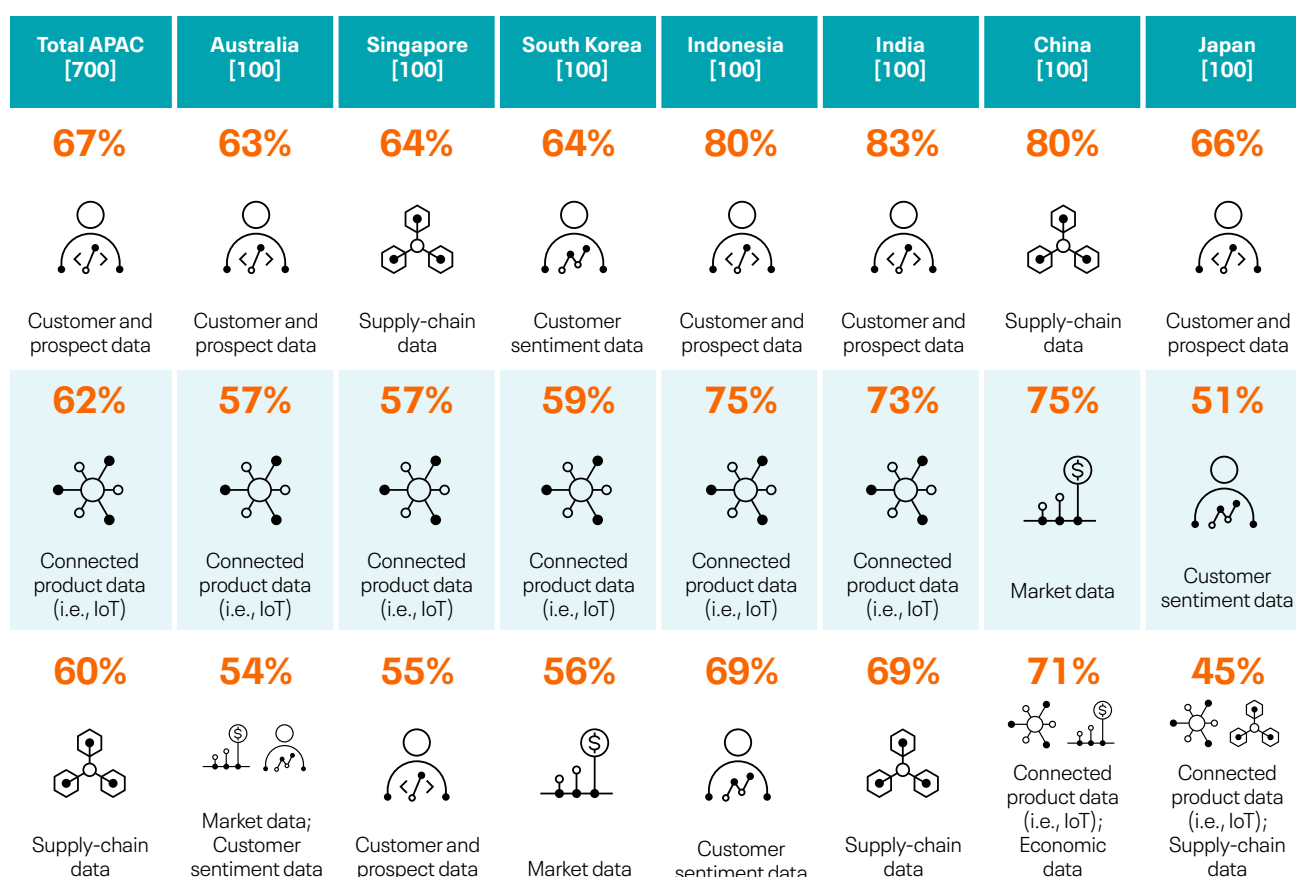 Total APAC
[700]
Australia
[100]
Singapore
[100]
South Korea
[100]
Indonesia
[100]
India
[100]
China
[100]
Japan
[100]
67%
63%
64%
64%
80%
83%
80%
66%
Customer and
prospect data
Customer and
prospect data
Supply-chain
data
Customer
sentiment data
Customer and
prospect data
Customer and
prospect data
Supply-chain
data
Customer and
prospect data
62%
57%
57%
59%
75%
73%
75%
51%
$
Connected
product data
(i.e., IoT)
Connected
product data
(i.e., IoT)
Connected
product data
(i.e., IoT)
Connected
product data
(i.e., IoT)
Connected
product data
(i.e., IoT)
Connected
product data
(i.e., IoT)
Market data
Customer
sentiment data
60%
54%
55%
56%
69%
69%
71%
45%
$
$
$
Supply-chain
data
Market data;
Customer
sentiment data
Customer and
prospect data
Market data
Customer
sentiment data
Supply-chain
data
Connected
product data
(i.e., IoT);
Economic
data
Connected
product data
(i.e., IoT);
Supply-chain
data